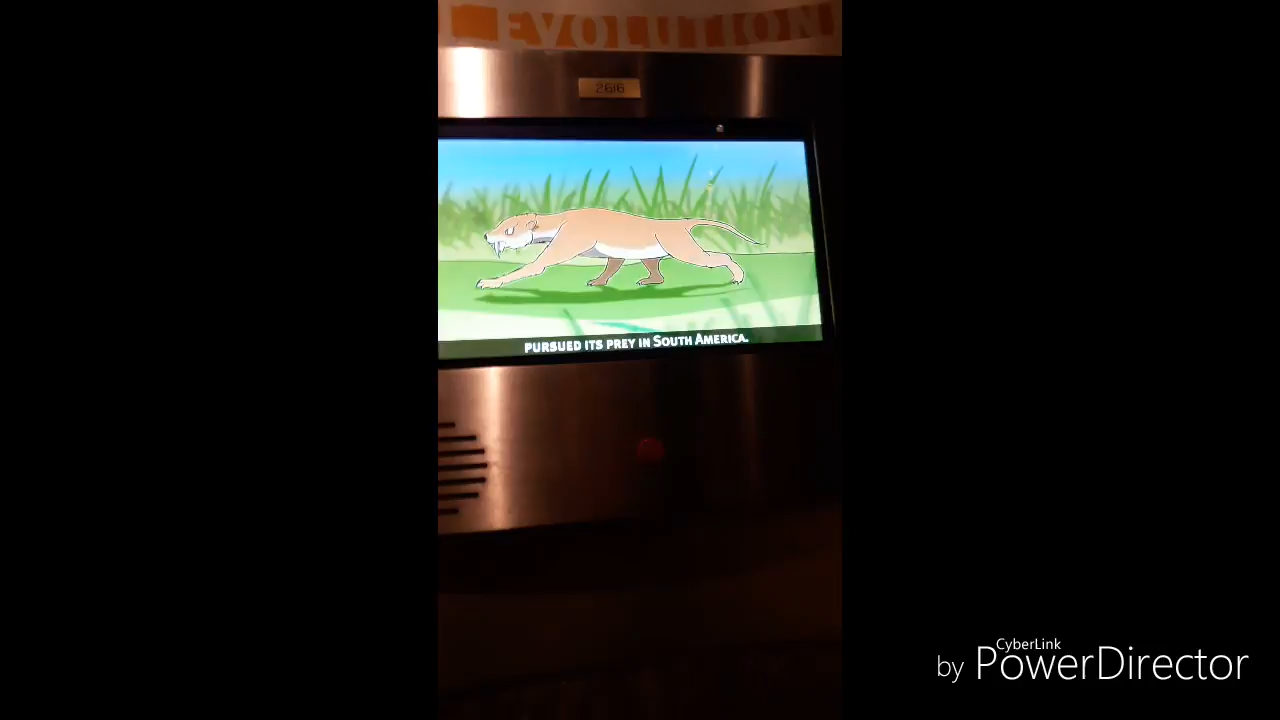 EVOLUTION
2616
PURSUED ITS PREY IN SOUTH AMERICA.
CyberLink
by PowerDirector